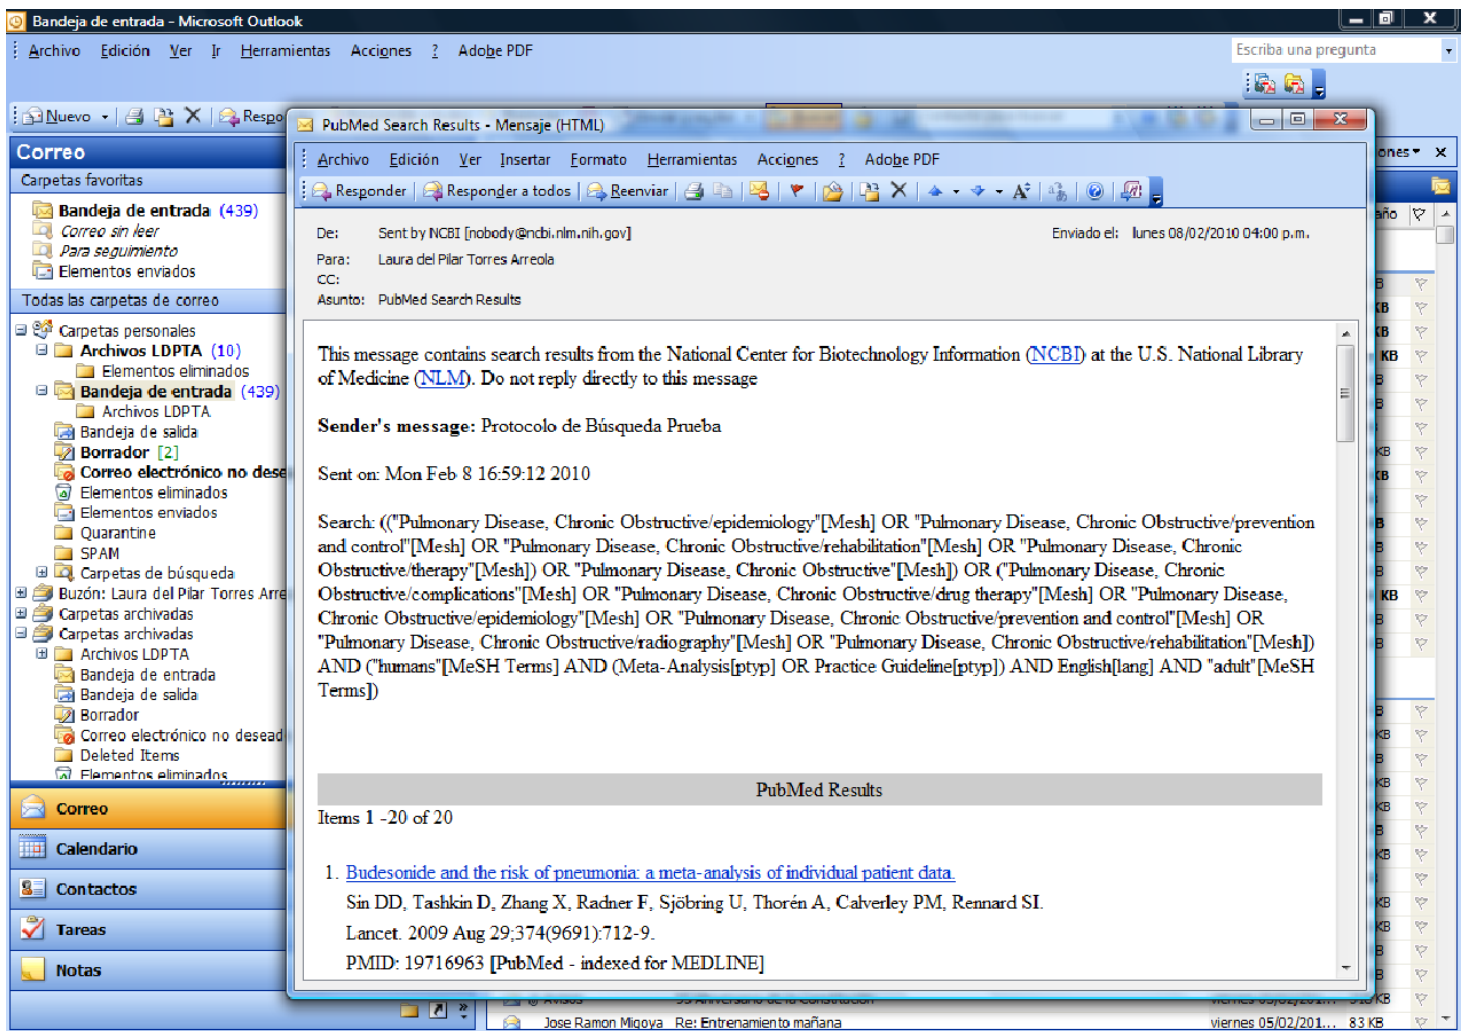 Bandeja de entrada - Microsoft Outlook
Archivo Edición Ver Ir Herramientas Acciones ? Adobe PDF
Escriba una pregunta
Nuevo Respo
Correo
Carpetas favoritas
Bandeja de entrada (439)
Correo sin leer
Para seguimiento
Elementos enviados
Todas las carpetas de correo
Carpetas personales
Archivos LDPTA (10)
Elementos eliminados
Bandeja de entrada (439)
Archivos LDPTA
Bandeja de salida
Borrador [2]
Correo electrónico no dese
Elementos eliminados
Elementos enviados
Quarantine
SPAM
Carpetas de búsqueda
Buzón: Laura del Pilar Torres Arre
Carpetas archivadas
Carpetas archivadas
Archivos LDPTA
Bandeja de entrada
Bandeja de salida
Borrador
Correo electrónico no desead
Deleted Items
Elementos eliminados
Correo
Calendario
Contactos
Tareas
Notas
PubMed Search Results - Mensaje (HTML)
Archivo Edición Ver Insertar Formato Herramientas Acciones ? Adobe PDF
Responder Responder a todos Reenviar
De: Sent by NCBI [nobody@ncbi.nlm.nih.gov] Enviado el: lunes 08/02/2010 04:00 p.m.
Para: Laura del Pilar Torres Arreola
CC:
Asunto: PubMed Search Results
This message contains search results from the National Center for Biotechnology Information (NCBI) at the U.S. National Library
of Medicine (NLM). Do not reply directly to this message
Sender's message: Protocolo de Búsqueda Prueba
Sent on: Mon Feb 8 16:59:12 2010
Search: (("Pulmonary Disease, Chronic Obstructive/epidemiology"[Mesh] OR "Pulmonary Disease, Chronic Obstructive/prevention
and control"[Mesh] OR "Pulmonary Disease, Chronic Obstructive/rehabilitation"[Mesh] OR "Pulmonary Disease, Chronic
Obstructive/therapy"[Mesh]) OR "Pulmonary Disease, Chronic Obstructive"[Mesh]) OR ("Pulmonary Disease, Chronic
Obstructive/complications"[Mesh] OR "Pulmonary Disease, Chronic Obstructive/drug therapy"[Mesh] OR "Pulmonary Disease,
Chronic Obstructive/epidemiology"[Mesh] OR "Pulmonary Disease, Chronic Obstructive/prevention and control"[Mesh] OR
"Pulmonary Disease, Chronic Obstructive/radiography"[Mesh] OR "Pulmonary Disease, Chronic Obstructive/rehabilitation"[Mesh])
AND ("humans"[MeSH Terms] AND (Meta-Analysis[ptyp] OR Practice Guideline[ptyp]) AND English[lang] AND "adult"[MeSH
Terms])
PubMed Results
Items 1 -20 of 20
1. Budesonide and the risk of pneumonia: a meta-analysis of individual patient data.
Sin DD, Tashkin D, Zhang X, Radner F, Sjöbring U, Thorén A, Calverley PM, Rennard SI.
Lancet. 2009 Aug 29;374(9691):712-9.
PMID: 19716963 [PubMed - indexed for MEDLINE]
Jose Ramon Migoya Re: Entrenamiento mañana viernes 05/02/201... 83 KB